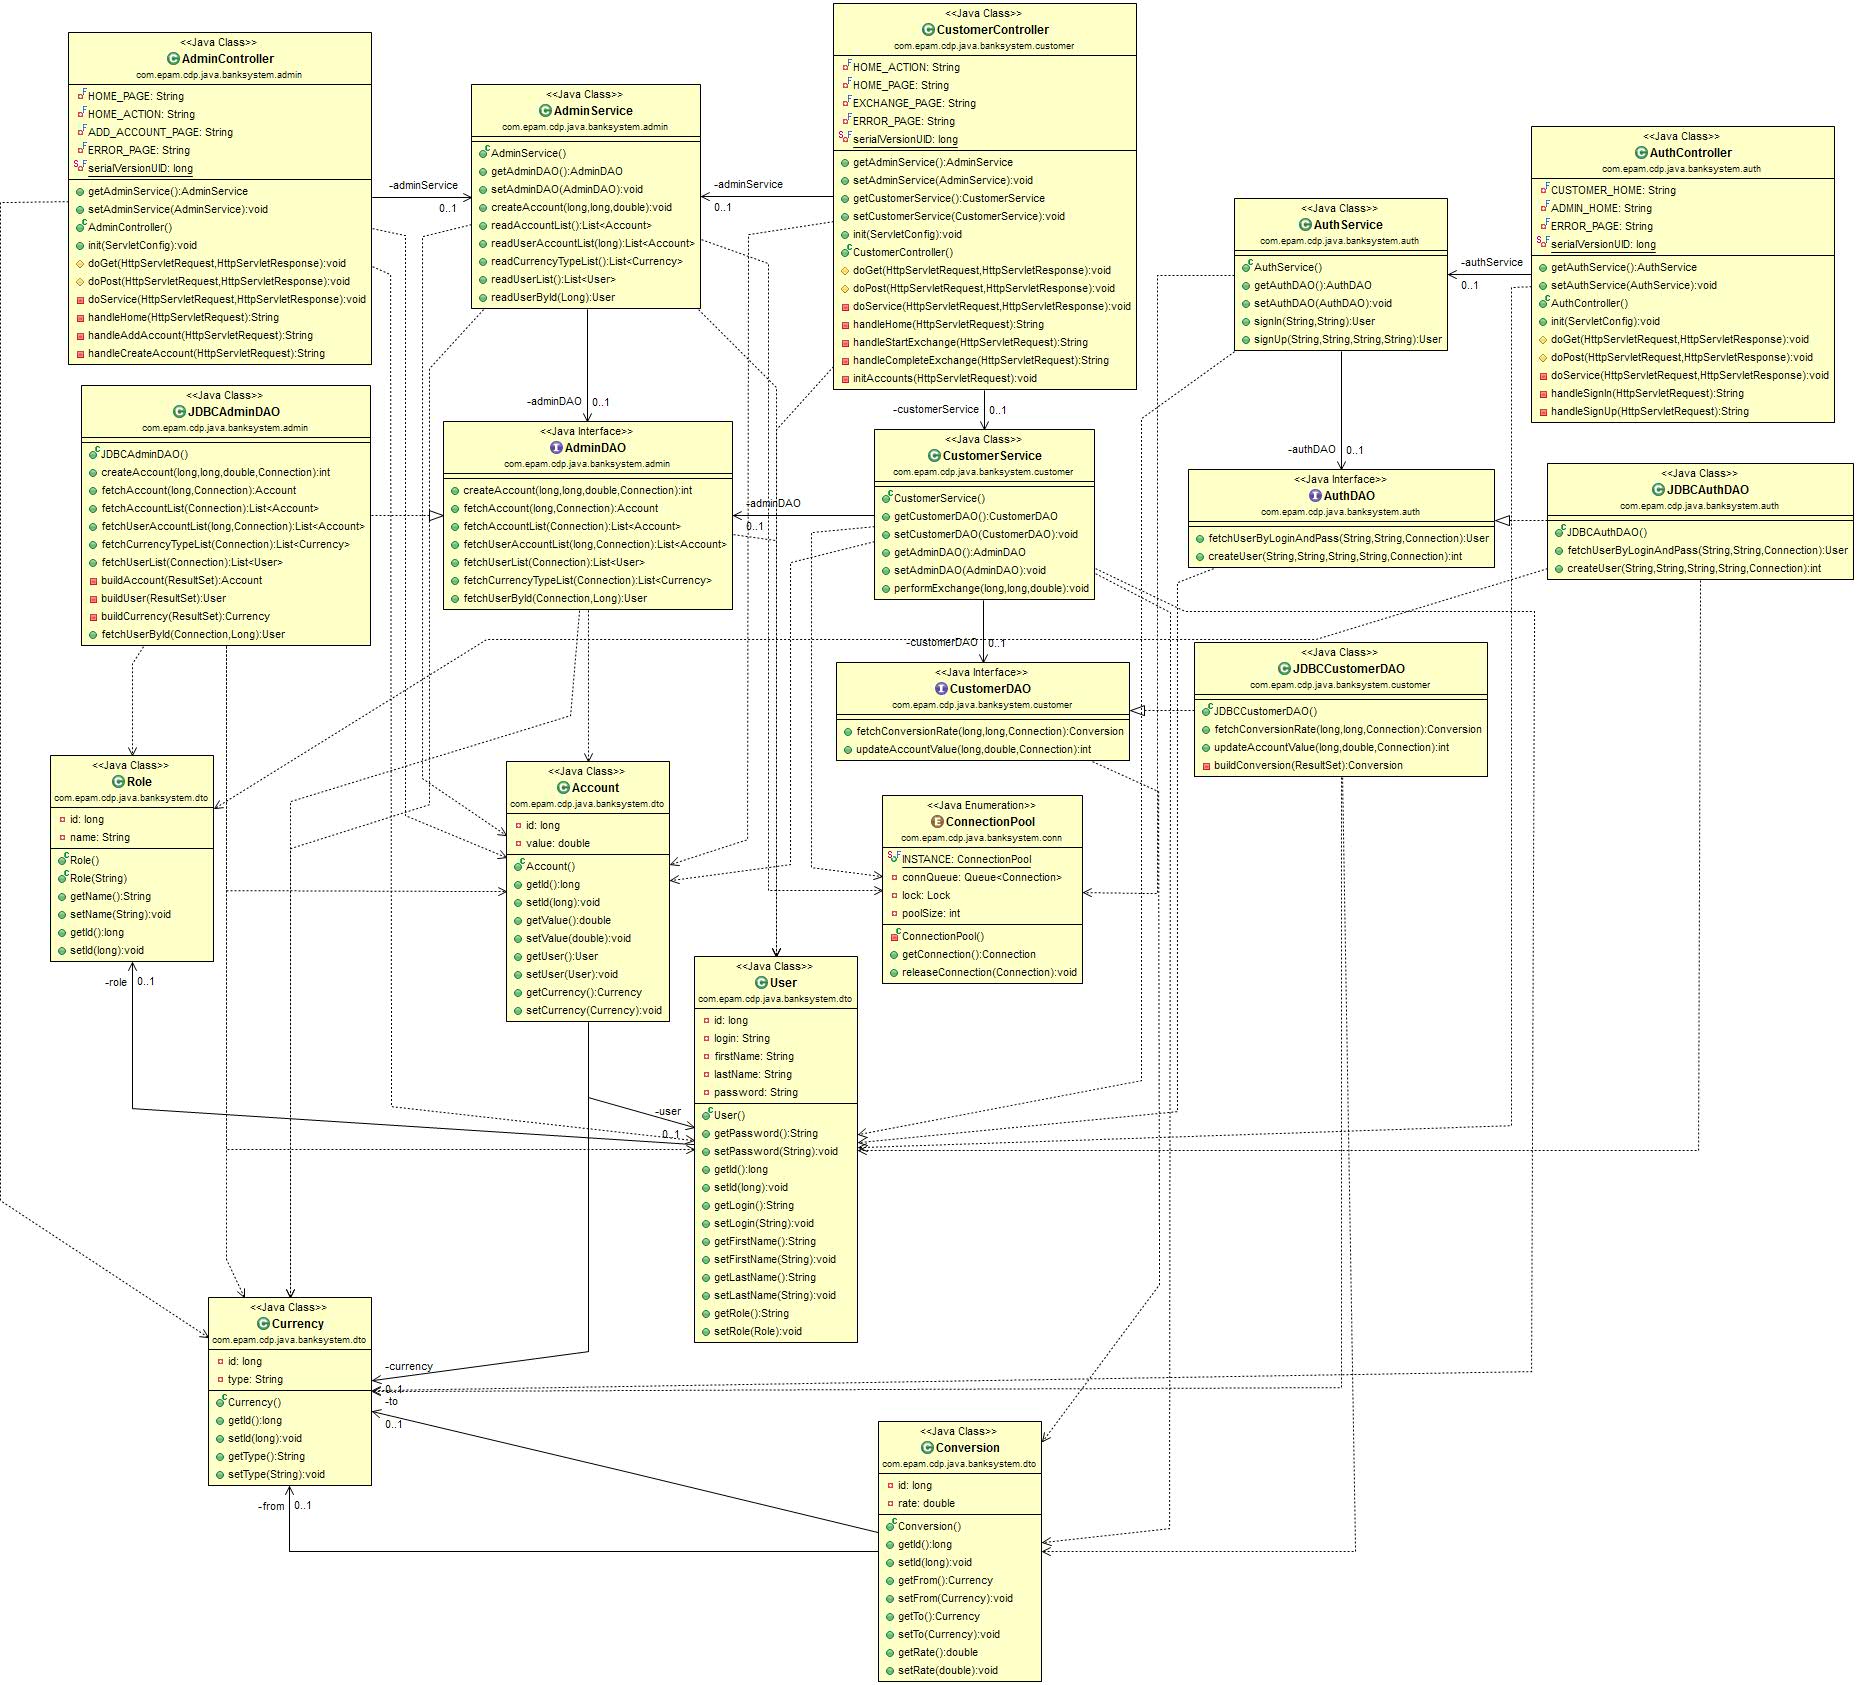 <<Java Class>>
AdminController
com.epam.cdp.java.banksystem.admin
HOME_PAGE: String
HOME_ACTION: String
ADD_ACCOUNT_PAGE: String
ERROR_PAGE: String
serialVersionUID: long
getAdminService():AdminService
setAdminService(AdminService):void
AdminController()
init(ServletConfig):void
doGet(HttpServletRequest,HttpServletResponse):void
doPost(HttpServletRequest,HttpServletResponse):void
doService(HttpServletRequest,HttpServletResponse):void
handleHome(HttpServletRequest):String
handleAddAccount(HttpServletRequest):String
handleCreateAccount(HttpServletRequest):String
-adminService
0..1
<<Java Class>>
AdminService
com.epam.cdp.java.banksystem.admin
AdminService()
getAdminDAO():AdminDAO
setAdminDAO(AdminDAO):void
createAccount(long,long,double):void
readAccountList():List<Account>
readUserAccountList(long):List<Account>
readCurrencyTypeList():List<Currency>
readUserList():List<User>
readUserById(Long):User
-adminService
0..1
<<Java Class>>
CustomerController
com.epam.cdp.java.banksystem.customer
HOME_ACTION: String
HOME_PAGE: String
EXCHANGE_PAGE: String
ERROR_PAGE: String
serialVersionUID: long
getAdminService():AdminService
setAdminService(AdminService):void
getCustomerService():CustomerService
setCustomerService(CustomerService):void
init(ServletConfig):void
CustomerController()
doGet(HttpServletRequest,HttpServletResponse):void
doPost(HttpServletRequest,HttpServletResponse):void
doService(HttpServletRequest,HttpServletResponse):void
handleHome(HttpServletRequest):String
handleStartExchange(HttpServletRequest):String
handleCompleteExchange(HttpServletRequest):String
initAccounts(HttpServletRequest):void
<<Java Class>>
AuthService
com.epam.cdp.java.banksystem.auth
AuthService()
getAuthDAO():AuthDAO
setAuthDAO(AuthDAO):void
signIn(String,String):User
signUp(String,String,String,String):User
-authService
0..1
<<Java Class>>
AuthController
com.epam.cdp.java.banksystem.auth
CUSTOMER_HOME: String
ADMIN_HOME: String
ERROR_PAGE: String
serialVersionUID: long
getAuthService():AuthService
setAuthService(AuthService):void
AuthController()
init(ServletConfig):void
doGet(HttpServletRequest,HttpServletResponse):void
doPost(HttpServletRequest,HttpServletResponse):void
doService(HttpServletRequest,HttpServletResponse):void
handleSignIn(HttpServletRequest):String
handleSignUp(HttpServletRequest):String
<<Java Class>>
JDBCAdminDAO
com.epam.cdp.java.banksystem.admin
JDBCAdminDAO()
createAccount(long,long,double,Connection):int
fetchAccount(long,Connection):Account
fetchAccountList(Connection):List<Account>
fetchUserAccountList(long,Connection):List<Account>
fetchCurrencyTypeList(Connection):List<Currency>
fetchUserList(Connection):List<User>
buildAccount(ResultSet):Account
buildUser(ResultSet):User
buildCurrency(ResultSet):Currency
fetchUserById(Connection,Long):User
-adminDAO
0..1
<<Java Interface>>
AdminDAO
com.epam.cdp.java.banksystem.admin
createAccount(long,long,double,Connection):int
fetchAccount(long,Connection):Account
fetchAccountList(Connection):List<Account>
fetchUserAccountList(long,Connection):List<Account>
fetchUserList(Connection):List<User>
fetchCurrencyTypeList(Connection):List<Currency>
fetchUserById(Connection,Long):User
-adminDAO
0..1
-customerService
0..1
<<Java Class>>
CustomerService
com.epam.cdp.java.banksystem.customer
CustomerService()
getCustomerDAO():CustomerDAO
setCustomerDAO(CustomerDAO):void
getAdminDAO():AdminDAO
setAdminDAO(AdminDAO):void
performExchange(long,long,double):void
-authDAO
0..1
<<Java Interface>>
AuthDAO
com.epam.cdp.java.banksystem.auth
fetchUserByLoginAndPass(String,String,Connection):User
createUser(String,String,String,String,Connection):int
<<Java Class>>
JDBCAuthDAO
com.epam.cdp.java.banksystem.auth
JDBCAuthDAO()
fetchUserByLoginAndPass(String,String,Connection):User
createUser(String,String,String,String,Connection):int
-customerDAO
0..1
<<Java Interface>>
CustomerDAO
com.epam.cdp.java.banksystem.customer
fetchConversionRate(long,long,Connection):Conversion
updateAccountValue(long,double,Connection):int
<<Java Class>>
JDBCCustomerDAO
com.epam.cdp.java.banksystem.customer
JDBCCustomerDAO()
fetchConversionRate(long,long,Connection):Conversion
updateAccountValue(long,double,Connection):int
buildConversion(ResultSet):Conversion
<<Java Class>>
Role
com.epam.cdp.java.banksystem.dto
id: long
name: String
Role()
Role(String)
getName():String
setName(String):void
getId():long
setId(long):void
-role
0..1
<<Java Class>>
Account
com.epam.cdp.java.banksystem.dto
id: long
value: double
Account()
getId():long
setId(long):void
getValue():double
setValue(double):void
getUser():User
setUser(User):void
getCurrency():Currency
setCurrency(Currency):void
<<Java Enumeration>>
ConnectionPool
com.epam.cdp.java.banksystem.conn
INSTANCE: ConnectionPool
connQueue: Queue<Connection>
lock: Lock
poolSize: int
ConnectionPool()
getConnection():Connection
releaseConnection(Connection):void
-user
0..1
<<Java Class>>
User
com.epam.cdp.java.banksystem.dto
id: long
login: String
firstName: String
lastName: String
password: String
User()
getPassword():String
setPassword(String):void
getId():long
setId(long):void
getLogin():String
setLogin(String):void
getFirstName():String
setFirstName(String):void
getLastName():String
setLastName(String):void
getRole():String
setRole(Role):void
<<Java Class>>
Currency
com.epam.cdp.java.banksystem.dto
id: long
type: String
Currency()
getId():long
setId(long):void
getType():String
setType(String):void
-currency
0..1
-to
0..1
-from
0..1
<<Java Class>>
Conversion
com.epam.cdp.java.banksystem.dto
id: long
rate: double
Conversion()
getId():long
setId(long):void
getFrom():Currency
setFrom(Currency):void
getTo():Currency
setTo(Currency):void
getRate():double
setRate(double):void